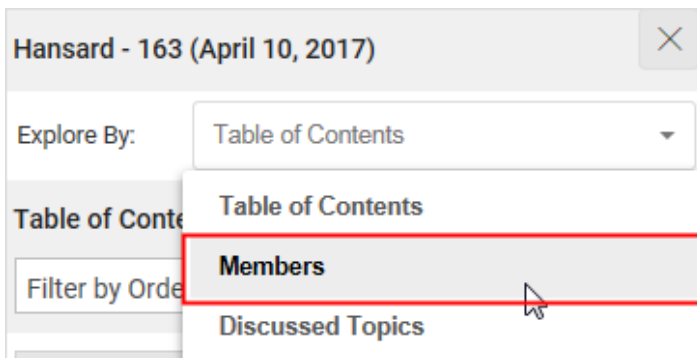 Hansard - 163 (April 10, 2017)
Explore By:
Table of Contents
Table of Contents
Table of Conte
Members
Filter by Orde
Discussed Topics